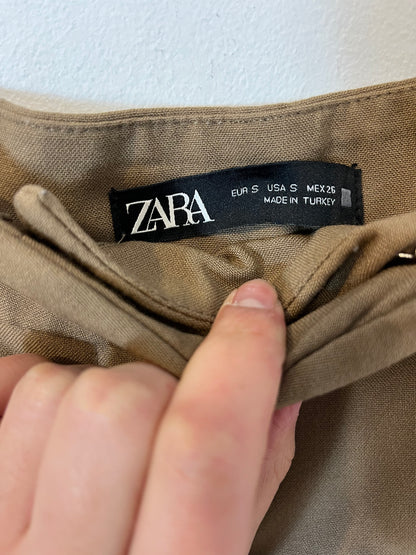 ZARA
EUR S USA S MEX 26
MADE IN TURKEY